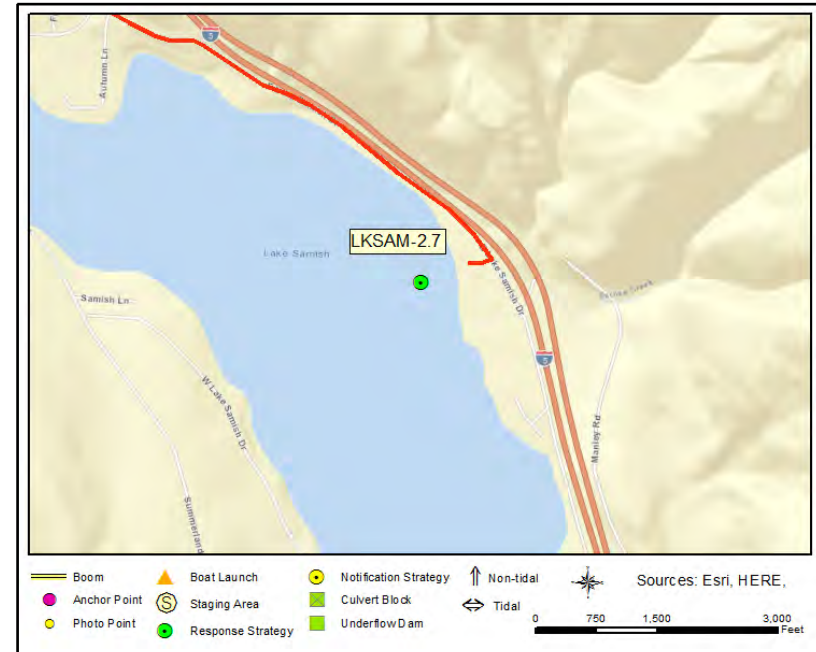 5
Autumn Ln
LKSAM-2.7
Lake Samish
Lake Samish Dr
Samish Ln
W Lake Samish Dr
Summerland
5
Manley Rd
Boom
Anchor Point
Photo Point
Boat Launch
Staging Area
Response Strategy
Notification Strategy
Culvert Block
Underflow Dam
Non-tidal
Tidal
S
Sources: Esri, HERE,
0 750 1,500 3,000
Feet